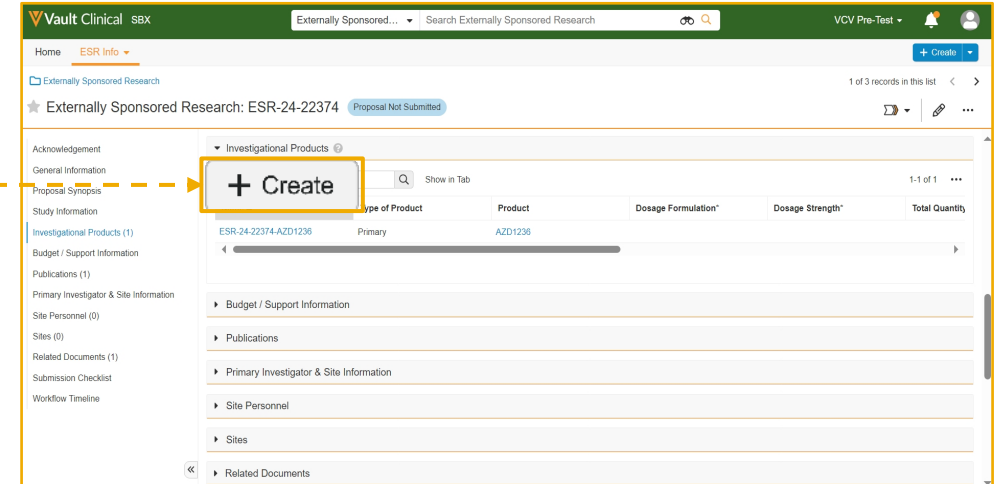 Vault Clinical SBX
Externally Sponsored...
Search Externally Sponsored Research
VCV Pre-Test
Home
ESR Info
+ Create
Externally Sponsored Research
1 of 3 records in this list
Externally Sponsored Research: ESR-24-22374
Proposal Not Submitted
Acknowledgement
General Information
Proposal Synopsis
Study Information
Investigational Products (1)
Budget / Support Information
Publications (1)
Primary Investigator & Site Information
Site Personnel (0)
Sites (0)
Related Documents (1)
Submission Checklist
Workflow Timeline
Investigational Products
+ Create
Show in Tab
1-1 of 1
ype of Product
Product
Dosage Formulation*
Dosage Strength*
Total Quantity
ESR-24-22374-AZD1236
Primary
AZD1236
Budget / Support Information
Publications
Primary Investigator & Site Information
Site Personnel
Sites
Related Documents